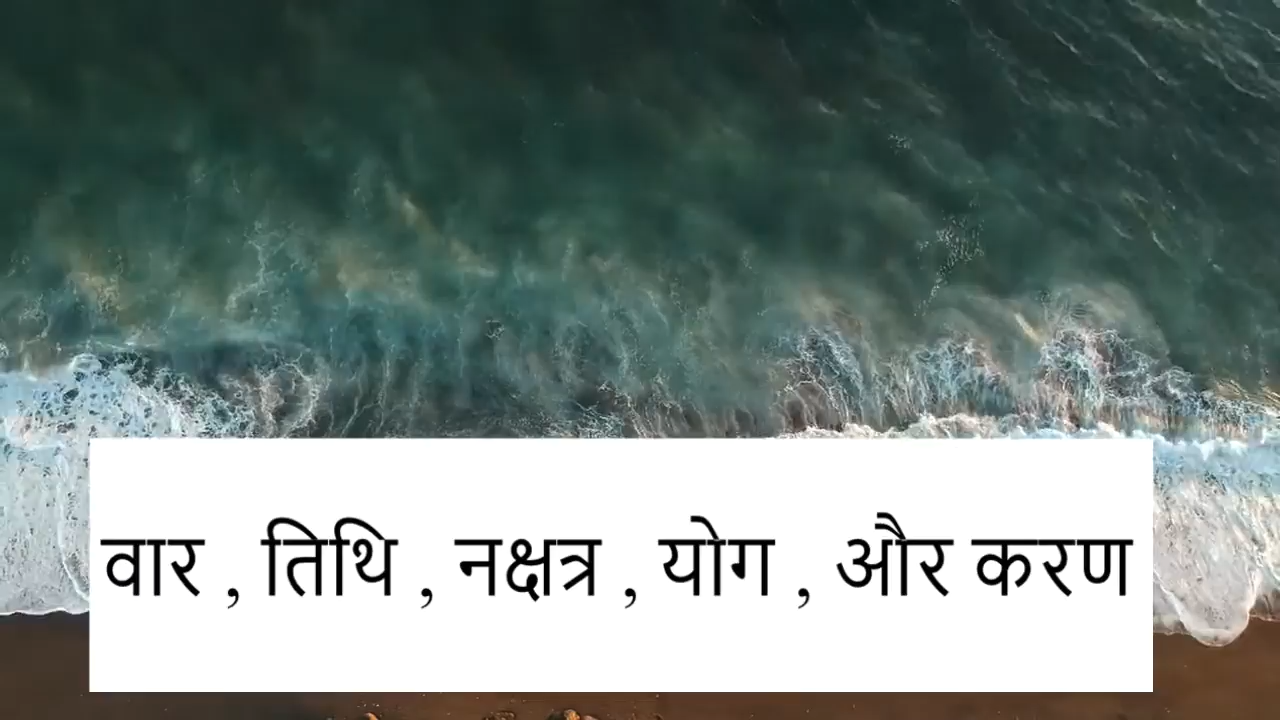 वार , तिथि , नक्षत्र , योग , और करण